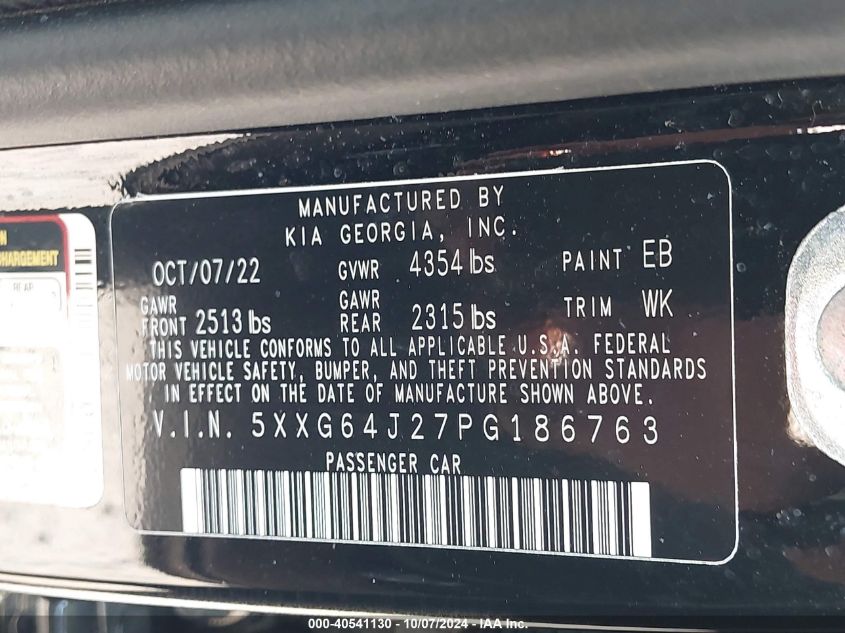 MANUFACTURED BY
KIA GEORGIA, INC.
OCT/07/22 GVWR 4354 lbs PAINT EB
GAWR FRONT 2513 lbs GAWR REAR 2315 lbs TRIM WK
THIS VEHICLE CONFORMS TO ALL APPLICABLE U.S.A. FEDERAL
MOTOR VEHICLE SAFETY, BUMPER, AND THEFT PREVENTION STANDARDS
IN EFFECT ON THE DATE OF MANUFACTURE SHOWN ABOVE.
V.I.N. 5XXG64J27PG186763
PASSENGER CAR
CHARGEMENT
REAR
000-40541130 - 10/07/2024 - IAA Inc.